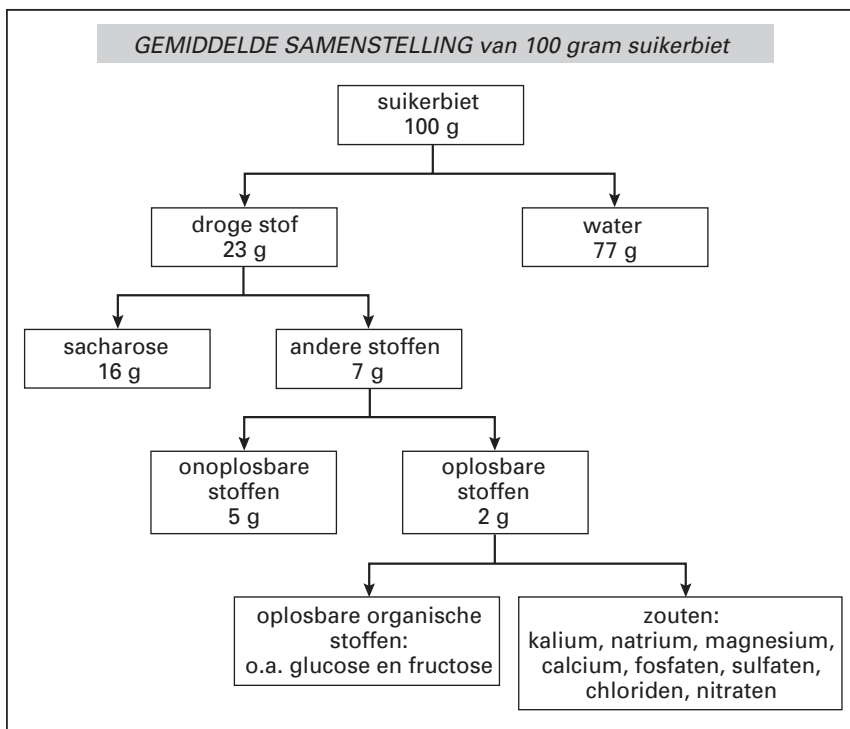 GEMIDDELDE SAMENSTELLING van 100 gram suikerbiet
suikerbiet
100 g
droge stof
23 g
water
77 g
sacharose
16 g
andere stoffen
7 g
onoplosbare
stoffen
5 g
oplosbare
stoffen
2 g
oplosbare organische
stoffen:
o.a. glucose en fructose
zouten:
kalium, natrium, magnesium,
calcium, fosfaten, sulfaten,
chloriden, nitraten